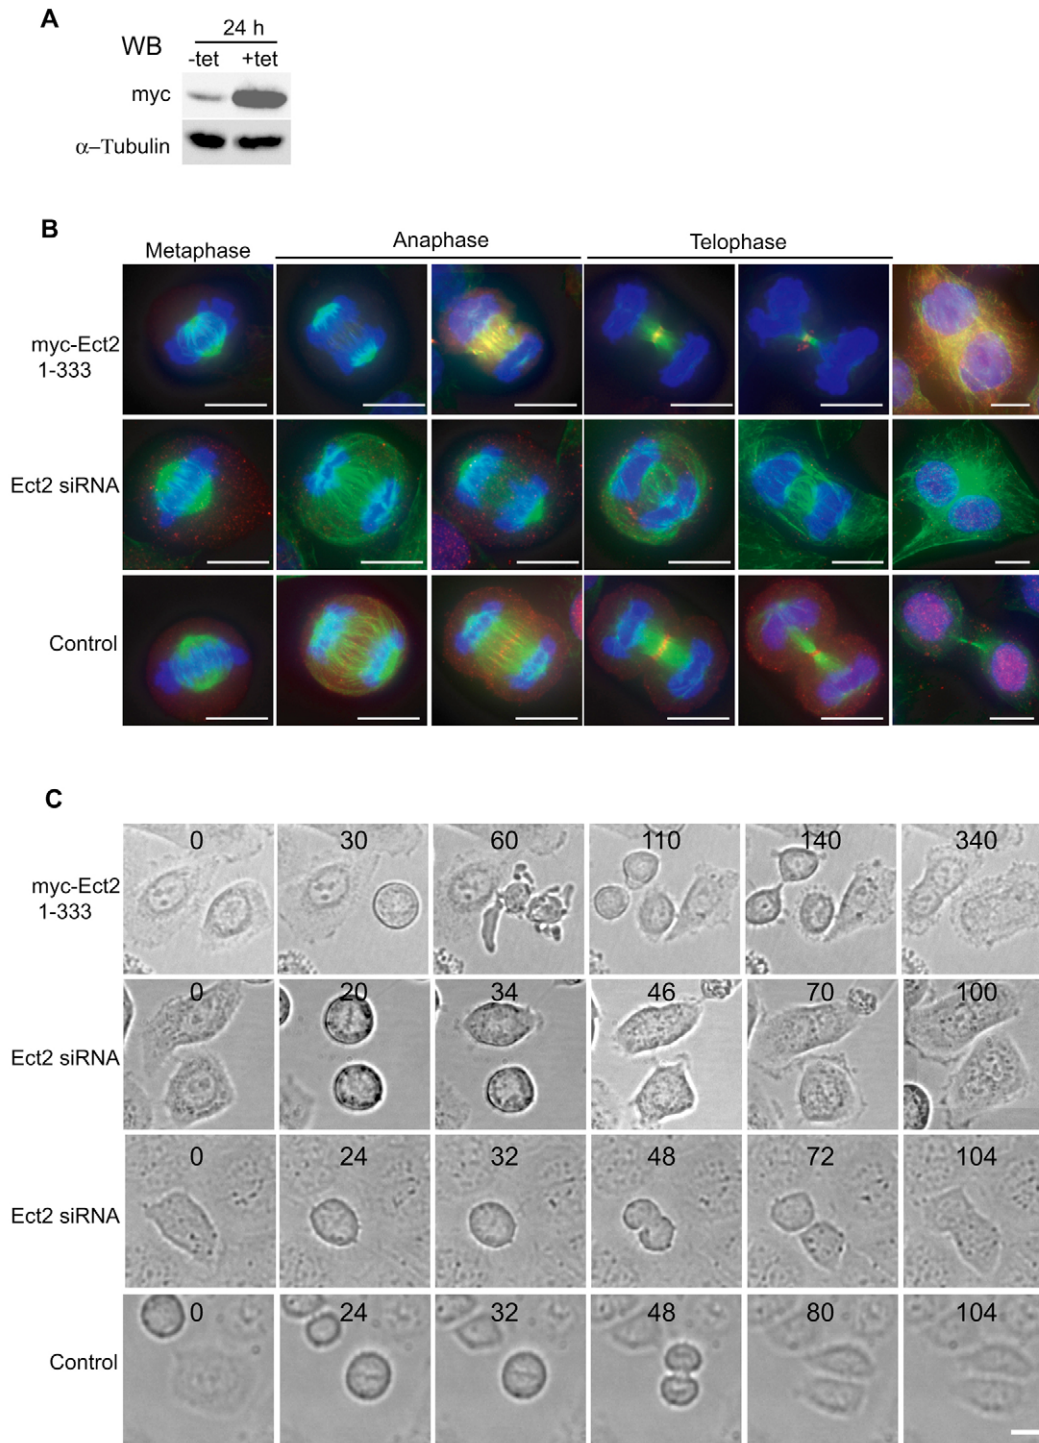 A
24 h
WB
-tet +tet
myc
α–Tubulin
B
Metaphase Anaphase Telophase
myc-Ect2
1-333
Ect2 siRNA
Control
C
0 30 60 110 140 340
myc-Ect2
1-333
0 20 34 46 70 100
Ect2 siRNA
0 24 32 48 72 104
Ect2 siRNA
0 24 32 48 80 104
Control